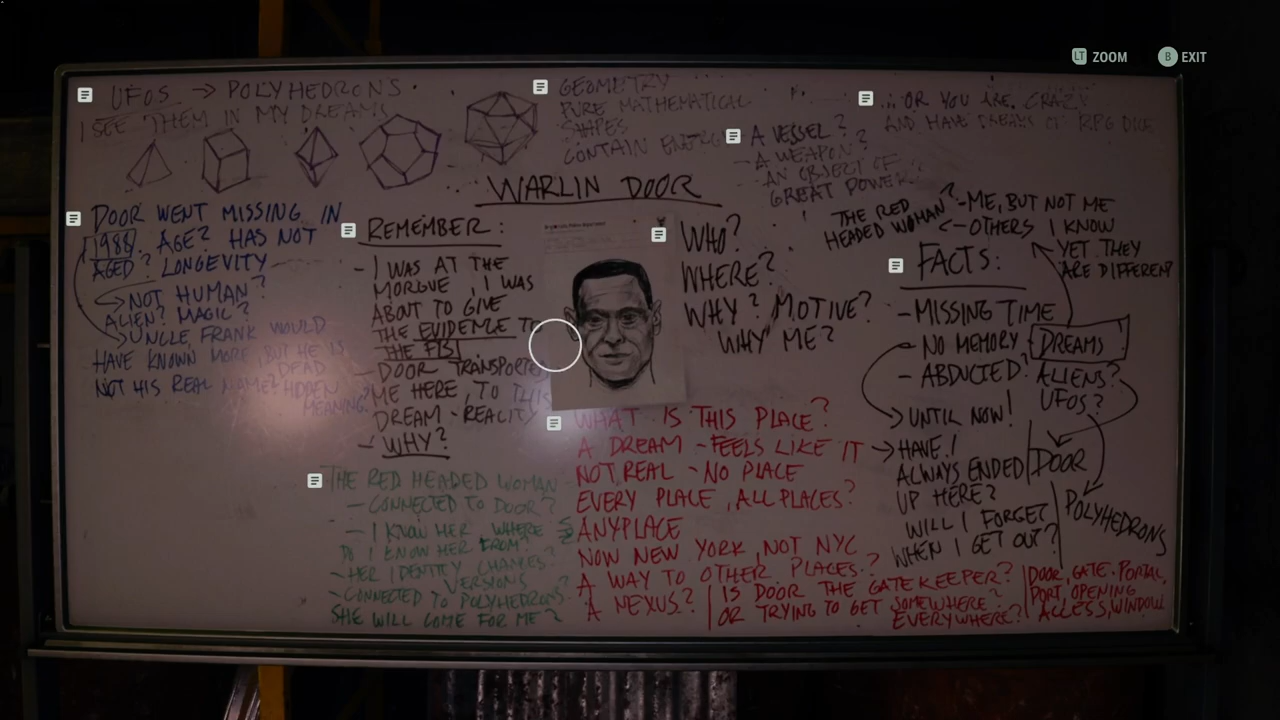 LT ZOOM
B EXIT
UFOS → POLYHEDRONS
I SEE THEM IN MY DREAMS
GEOMETRY
PURE MATHEMATICAL
SHAPES
CONTAIN ENERGY
A VESSEL?
- A WEAPON?
- AN OBJECT OF
GREAT POWER?
... OR YOU ARE CRAZY
AND HAVE DREAMS OF RPG DICE
WARLIN DOOR
DOOR WENT MISSING IN
1988. AGE? HAS NOT
AGED? LONGEVITY
→ NOT HUMAN?
ALIEN? MAGIC?
→ UNCLE FRANK WOULD
HAVE KNOWN MORE, BUT HE IS
DEAD
NOT HIS REAL NAME? HIDDEN
MEANING?
REMEMBER:
- I WAS AT THE
MORGUE, I WAS
ABOUT TO GIVE
THE EVIDENCE TO
THE FBI
- DOOR TRANSPORTED
ME HERE, TO THIS
DREAM - REALITY
- WHY?
WHO?
WHERE?
WHY? MOTIVE?
WHY ME?
THE RED
HEADED WOMAN?
- ME, BUT NOT ME
- OTHERS I KNOW
YET THEY
ARE DIFFERENT
FACTS:
- MISSING TIME
- NO MEMORY - DREAMS
- ABDUCTED? ALIENS?
UFOS?
→ UNTIL NOW!
→ HAVE I
ALWAYS ENDED
UP HERE?
WILL I FORGET
WHEN I GET OUT?
DOOR
POLYHEDRONS
THE RED HEADED WOMAN
- CONNECTED TO DOOR?
- I KNOW HER, WHERE
DO I KNOW HER FROM?
- HER IDENTITY CHANGES?
VERSIONS
- CONNECTED TO POLYHEDRONS?
SHE WILL COME FOR ME?
WHAT IS THIS PLACE?
A DREAM - FEELS LIKE IT
NOT REAL - NO PLACE
EVERY PLACE, ALL PLACES?
ANYPLACE
NOW NEW YORK, NOT NYC
A WAY TO OTHER PLACES?
A NEXUS?
IS DOOR THE GATEKEEPER?
OR TRYING TO GET SOMEWHERE?
EVERYWHERE?
DOOR, GATE, PORTAL,
PORT, OPENING
ACCESS, WINDOW